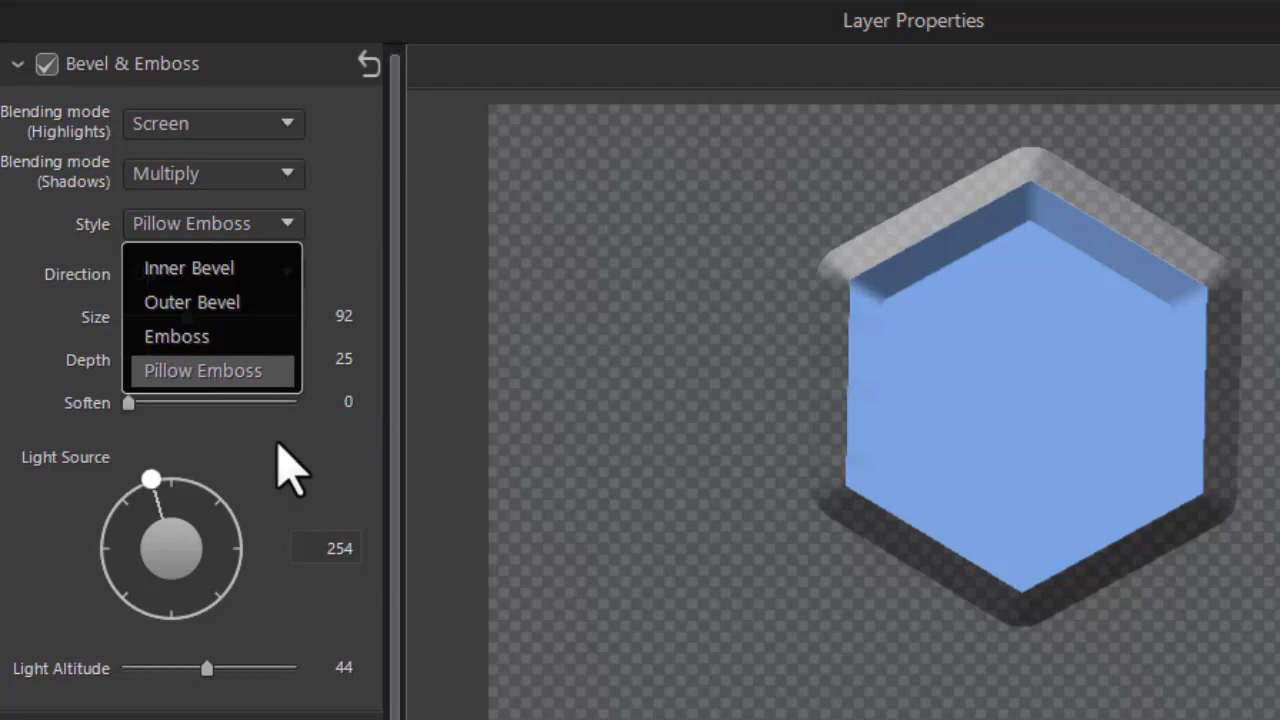 Layer Properties
Bevel & Emboss
Blending mode
(Highlights)
Screen
Blending mode
(Shadows)
Multiply
Style
Pillow Emboss
Direction
Inner Bevel
Outer Bevel
Emboss
Pillow Emboss
Size
92
Depth
25
Soften
0
Light Source
254
Light Altitude
44